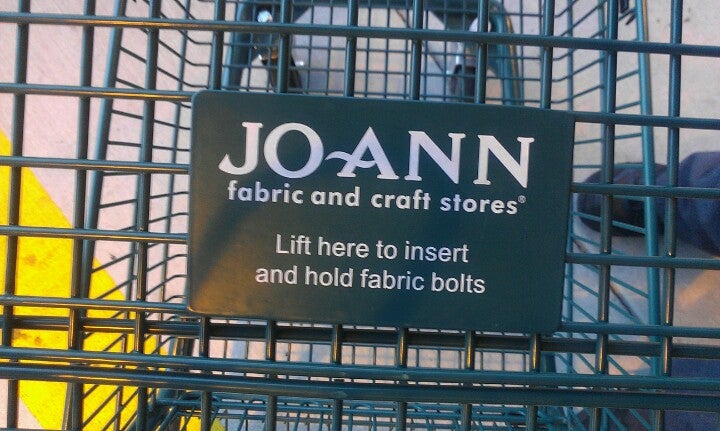 JO-ANN
fabric and craft stores®
Lift here to insert
and hold fabric bolts